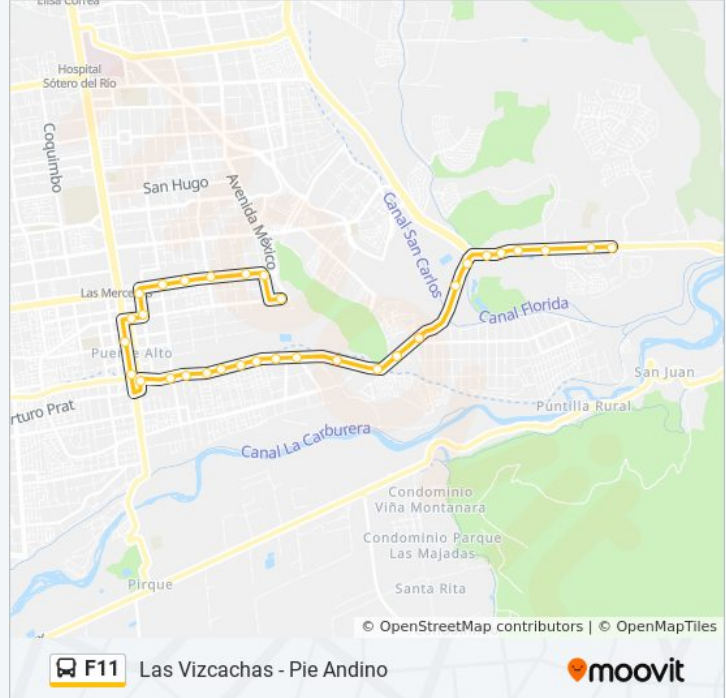 Elisa Correa
Hospital
Sótero del Río
Coquimbo
San Hugo
Avenida México
Canal San Carlos
Las Mercedes
Canal Florida
Puente Alto
San Juan
Arturo Prat
Puntilla Rural
Canal La Carburera
Condominio
Viña Montanara
Condominio Parque
Las Majadas
Santa Rita
Pirque
© OpenStreetMap contributors | © OpenMapTiles
F11 Las Vizcachas - Pie Andino
moovit